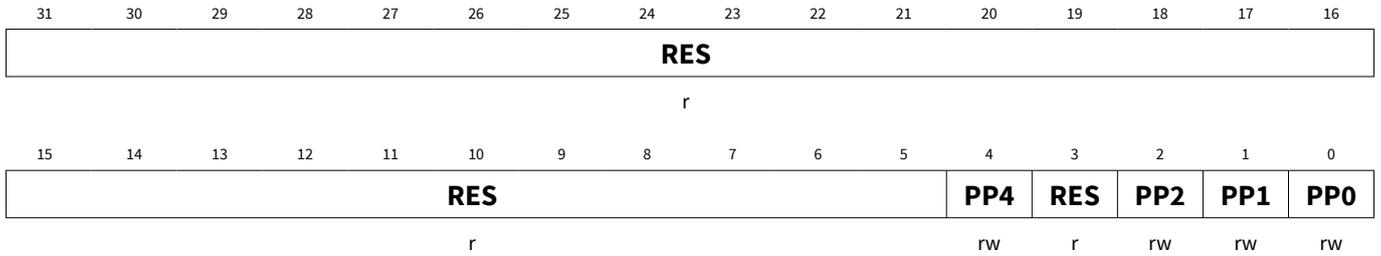 31 30 29 28 27 26 25 24 23 22 21 20 19 18 17 16
RES
r
15 14 13 12 11 10 9 8 7 6 5 4 3 2 1 0
RES PP4 RES PP2 PP1 PP0
r rw r rw rw rw